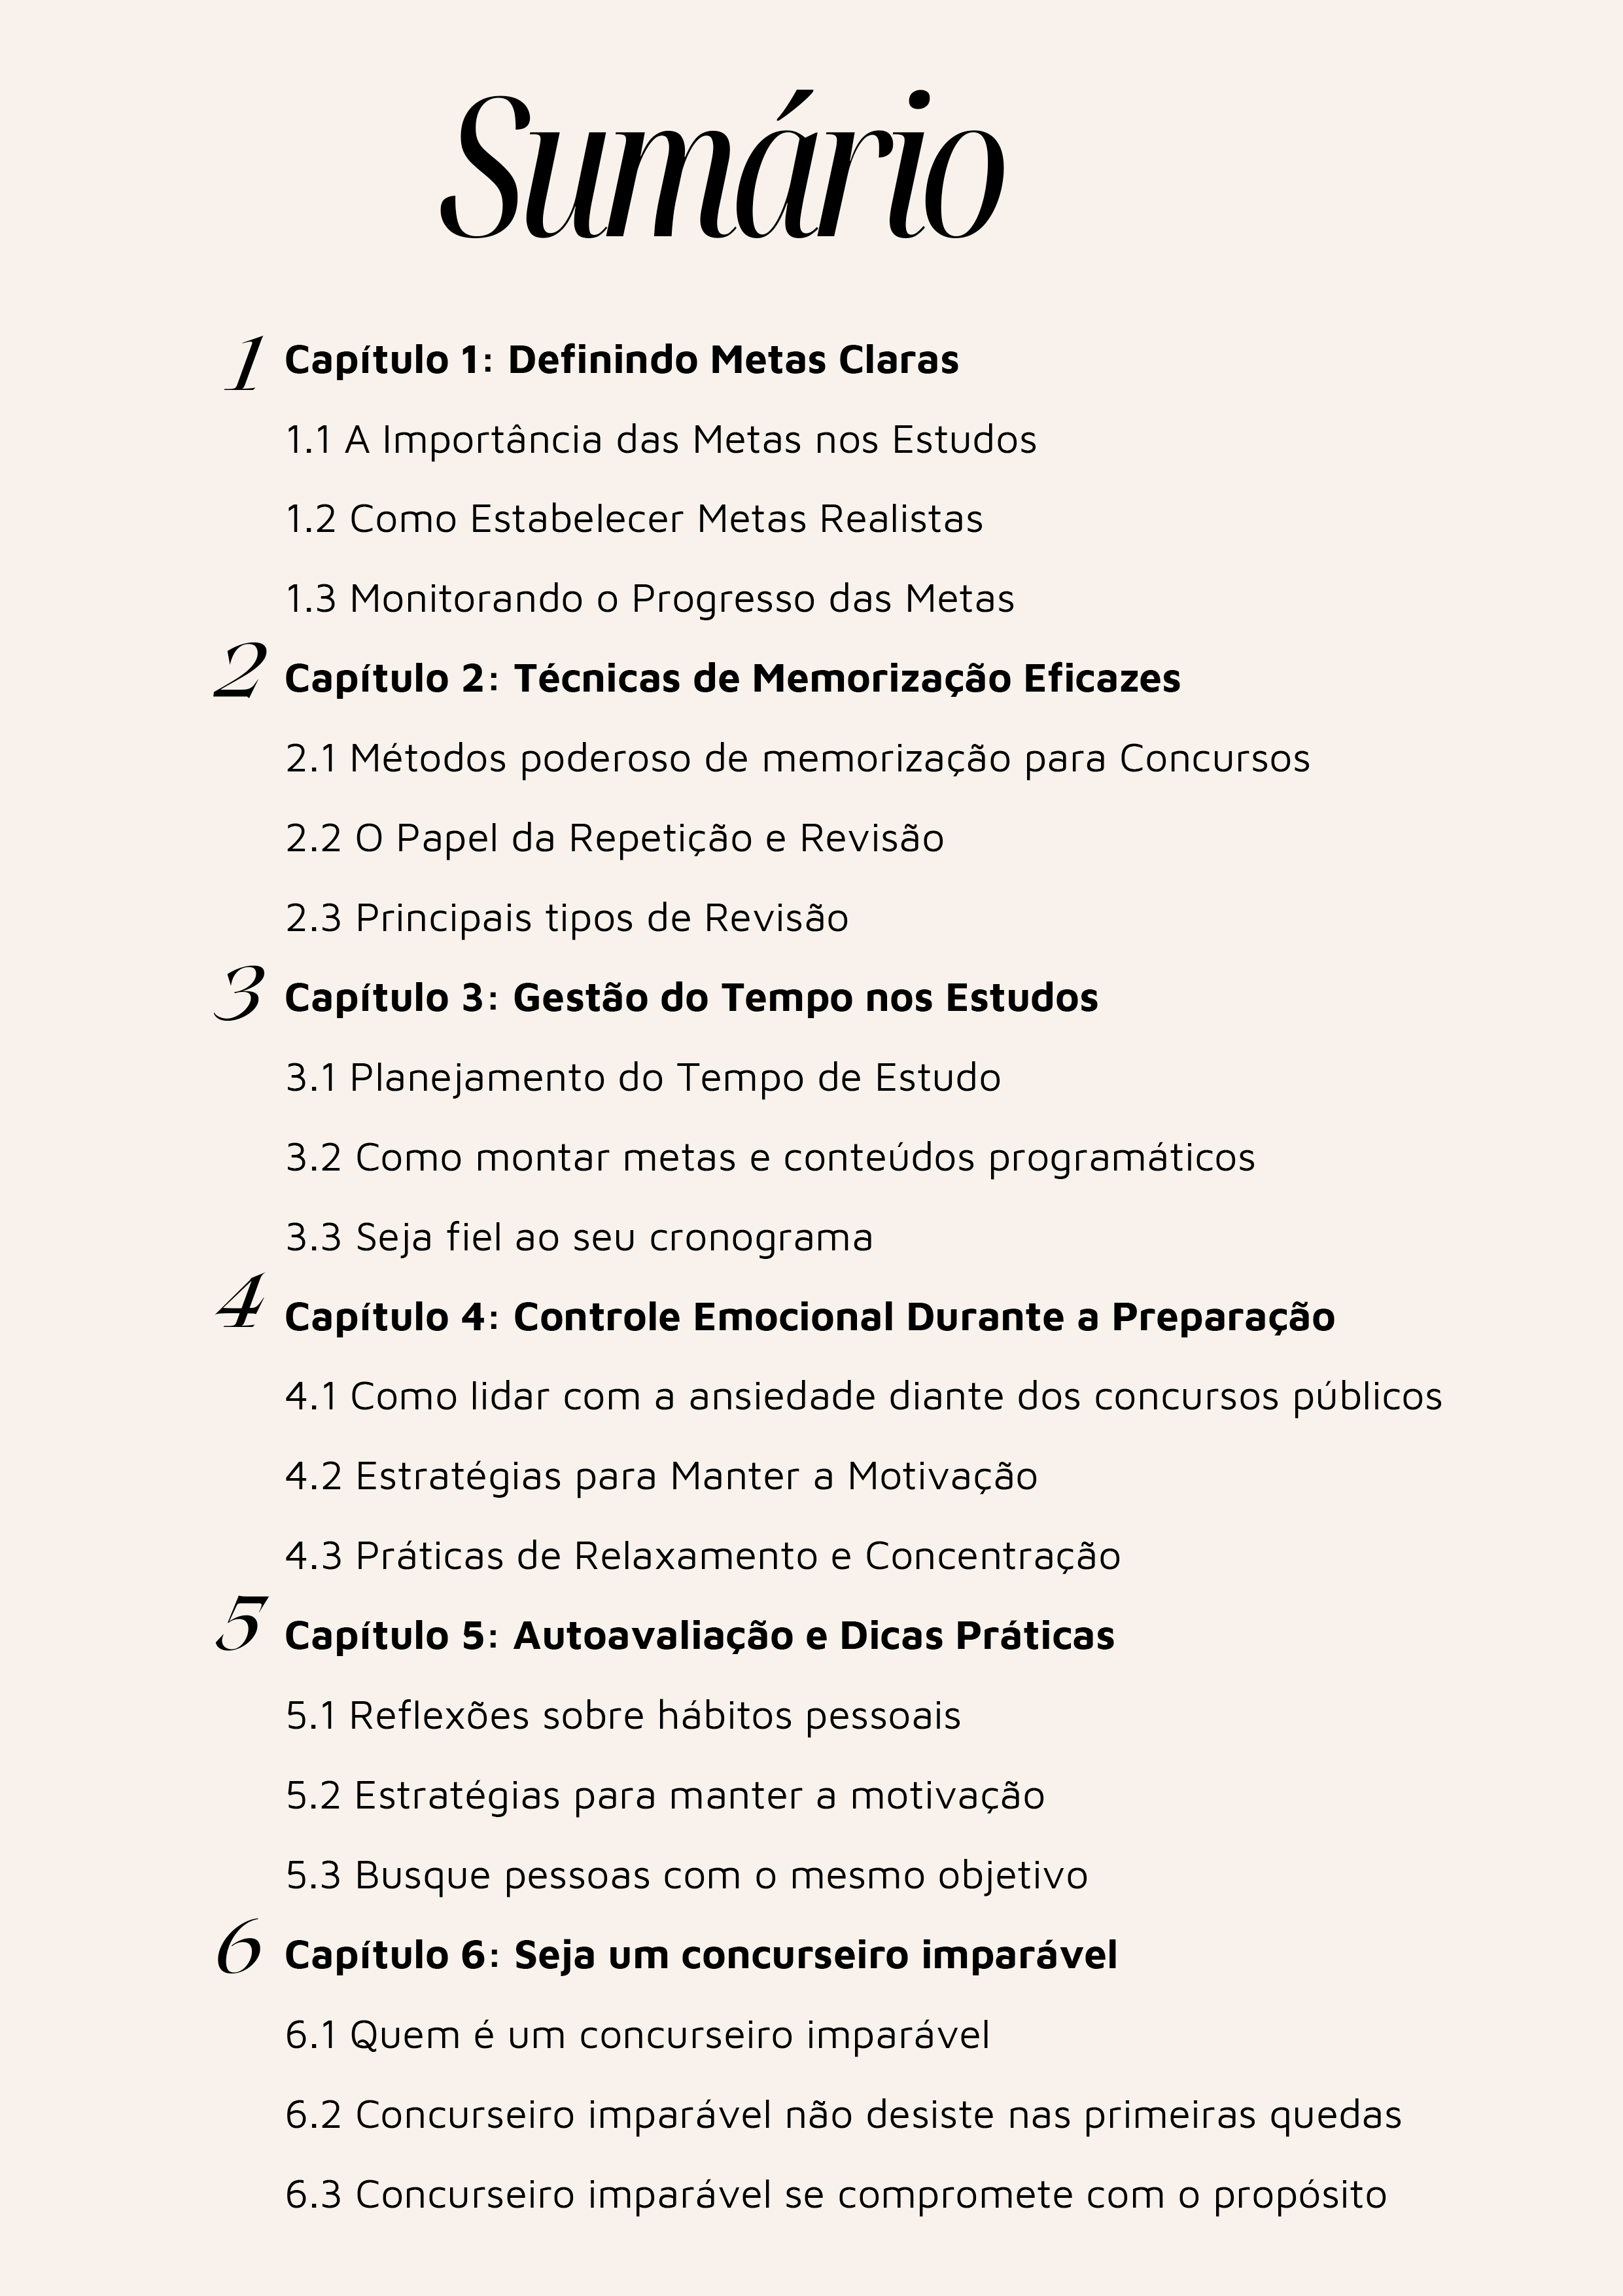 Sumário
1 Capítulo 1: Definindo Metas Claras
1.1 A Importância das Metas nos Estudos
1.2 Como Estabelecer Metas Realistas
1.3 Monitorando o Progresso das Metas
2 Capítulo 2: Técnicas de Memorização Eficazes
2.1 Métodos poderoso de memorização para Concursos
2.2 O Papel da Repetição e Revisão
2.3 Principais tipos de Revisão
3 Capítulo 3: Gestão do Tempo nos Estudos
3.1 Planejamento do Tempo de Estudo
3.2 Como montar metas e conteúdos programáticos
3.3 Seja fiel ao seu cronograma
4 Capítulo 4: Controle Emocional Durante a Preparação
4.1 Como lidar com a ansiedade diante dos concursos públicos
4.2 Estratégias para Manter a Motivação
4.3 Práticas de Relaxamento e Concentração
5 Capítulo 5: Autoavaliação e Dicas Práticas
5.1 Reflexões sobre hábitos pessoais
5.2 Estratégias para manter a motivação
5.3 Busque pessoas com o mesmo objetivo
6 Capítulo 6: Seja um concurseiro imparável
6.1 Quem é um concurseiro imparável
6.2 Concurseiro imparável não desiste nas primeiras quedas
6.3 Concurseiro imparável se compromete com o propósito